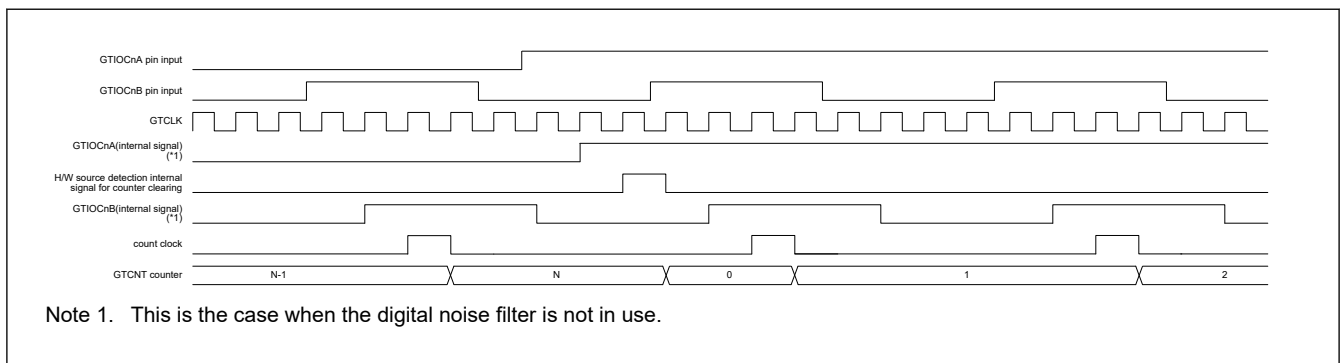 GTIOCnA pin input
GTIOCnB pin input
GTCLK
GTIOCnA(internal signal)
(*1)
H/W source detection internal
signal for counter clearing
GTIOCnB(internal signal)
(*1)
count clock
GTCNT counter N-1 N 0 1 2
Note 1. This is the case when the digital noise filter is not in use.